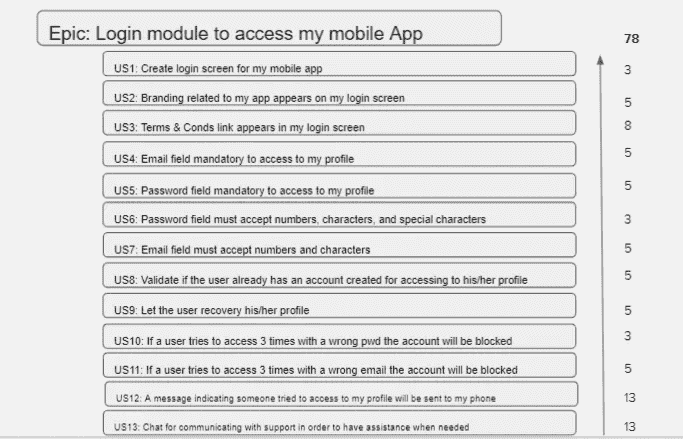 Epic: Login module to access my mobile App 78
US1: Create login screen for my mobile app 3
US2: Branding related to my app appears on my login screen 5
US3: Terms & Conds link appears in my login screen 8
US4: Email field mandatory to access to my profile 5
US5: Password field mandatory to access to my profile 5
US6: Password field must accept numbers, characters, and special characters 3
US7: Email field must accept numbers and characters 5
US8: Validate if the user already has an account created for accessing to his/her profile 5
US9: Let the user recovery his/her profile 5
US10: If a user tries to access 3 times with a wrong pwd the account will be blocked 3
US11: If a user tries to access 3 times with a wrong email the account will be blocked 5
US12: A message indicating someone tried to access to my profile will be sent to my phone 13
US13: Chat for communicating with support in order to have assistance when needed 13